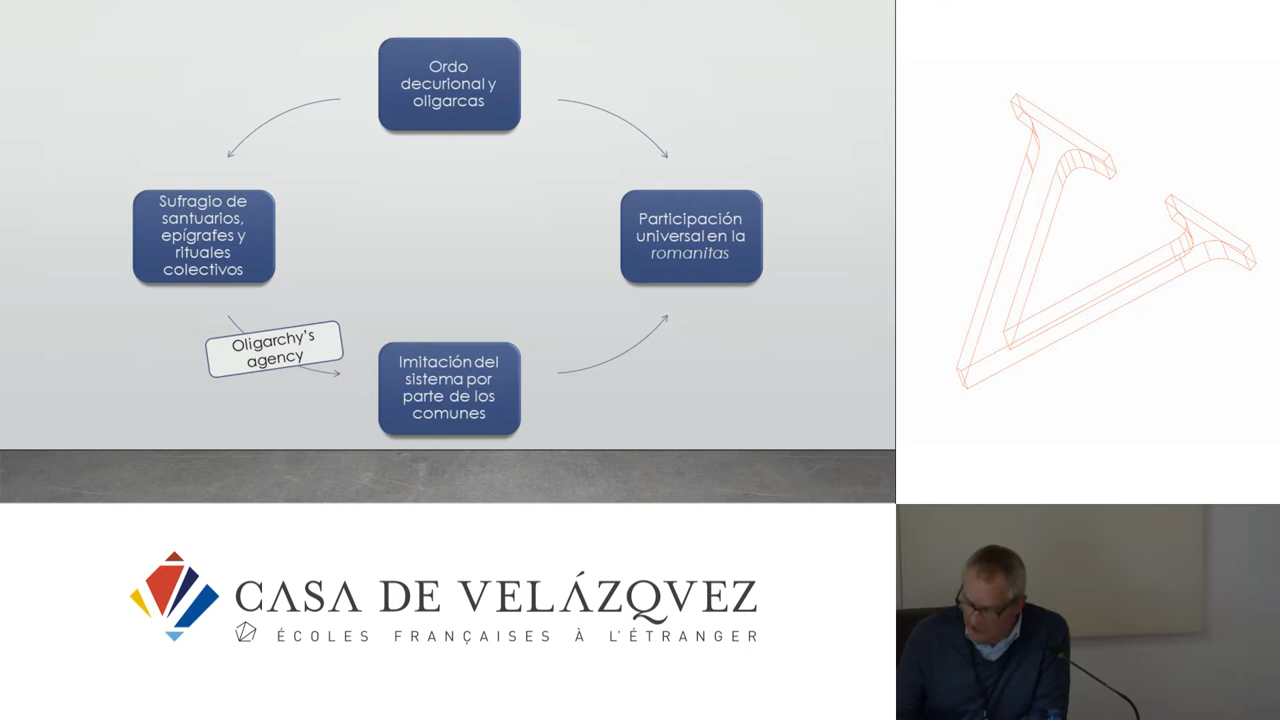 Ordo
decurional y
oligarcas
Sufragio de
santuarios,
epígrafes y
rituales
colectivos
Participación
universal en la
romanitas
Oligarchy's
agency
Imitación del
sistema por
parte de los
comunes
CASA DE VELÁZQVEZ
ÉCOLES FRANÇAISES À L'ÉTRANGER